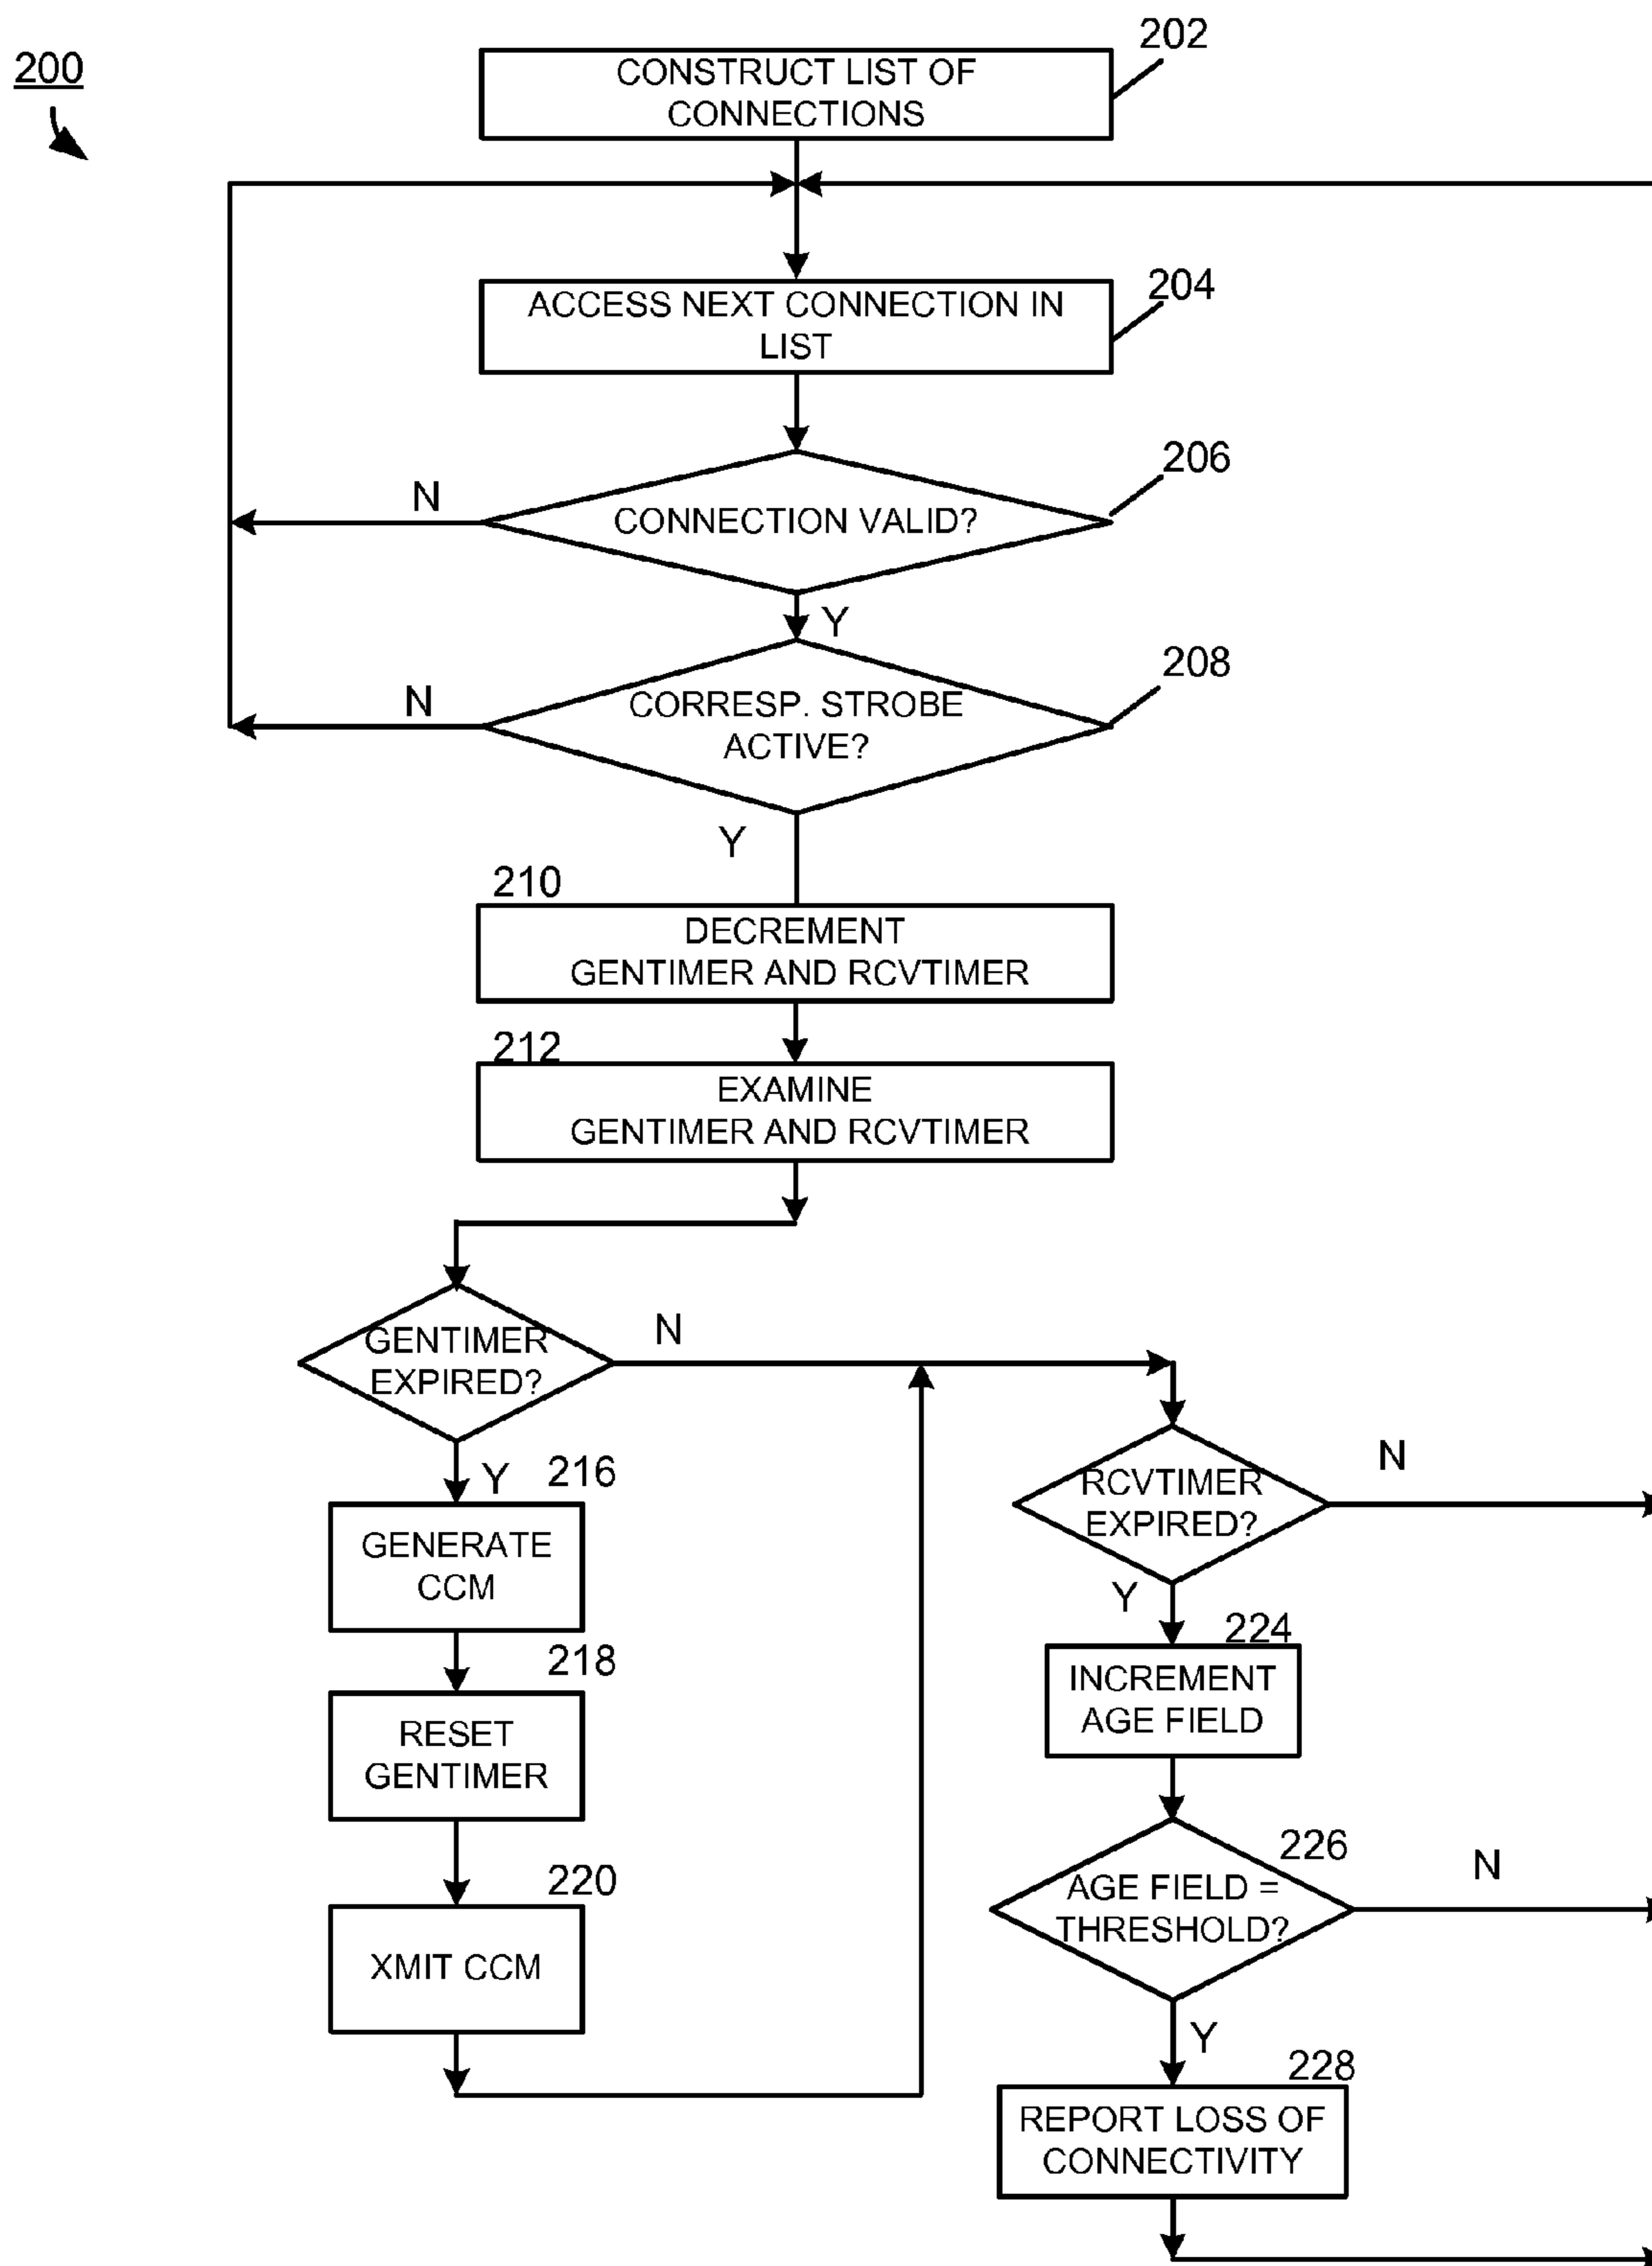 200
202
CONSTRUCT LIST OF
CONNECTIONS
204
ACCESS NEXT CONNECTION IN
LIST
206
CONNECTION VALID?
N
Y
208
CORRESP. STROBE
ACTIVE?
N
Y
210
DECREMENT
GENTIMER AND RCVTIMER
212
EXAMINE
GENTIMER AND RCVTIMER
GENTIMER
EXPIRED?
N
Y
216
GENERATE
CCM
218
RESET
GENTIMER
220
XMIT CCM
RCVTIMER
EXPIRED?
N
Y
224
INCREMENT
AGE FIELD
226
AGE FIELD =
THRESHOLD?
N
Y
228
REPORT LOSS OF
CONNECTIVITY